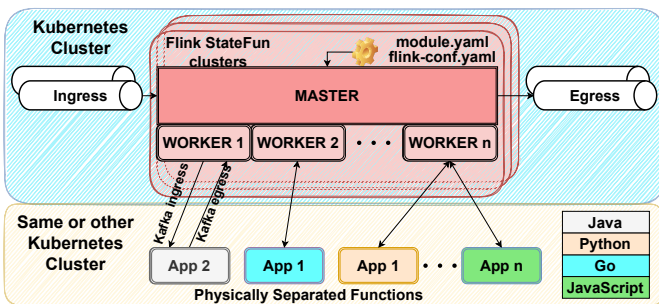 Kubernetes
Cluster
Flink StateFun
clusters
module.yaml
flink-conf.yaml
Ingress
MASTER
Egress
WORKER 1
WORKER 2
• • •
WORKER n
Kafka ingress
Kafka egress
Same or other
Kubernetes
Cluster
App 2
App 1
App 1
• • •
App n
Java
Python
Go
JavaScript
Physically Separated Functions